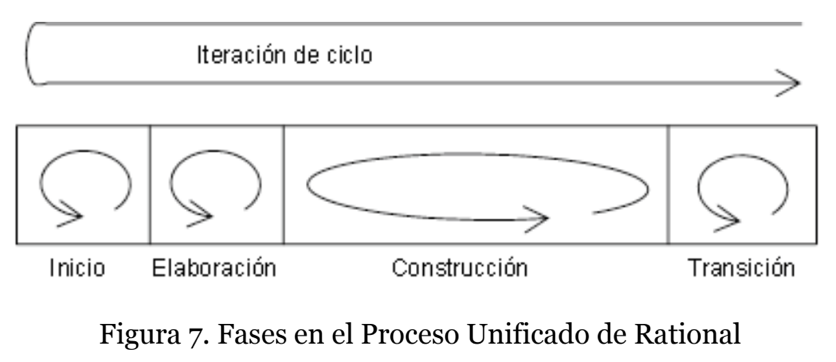 Iteración de ciclo
Inicio
Elaboración
Construcción
Transición
Figura 7. Fases en el Proceso Unificado de Rational